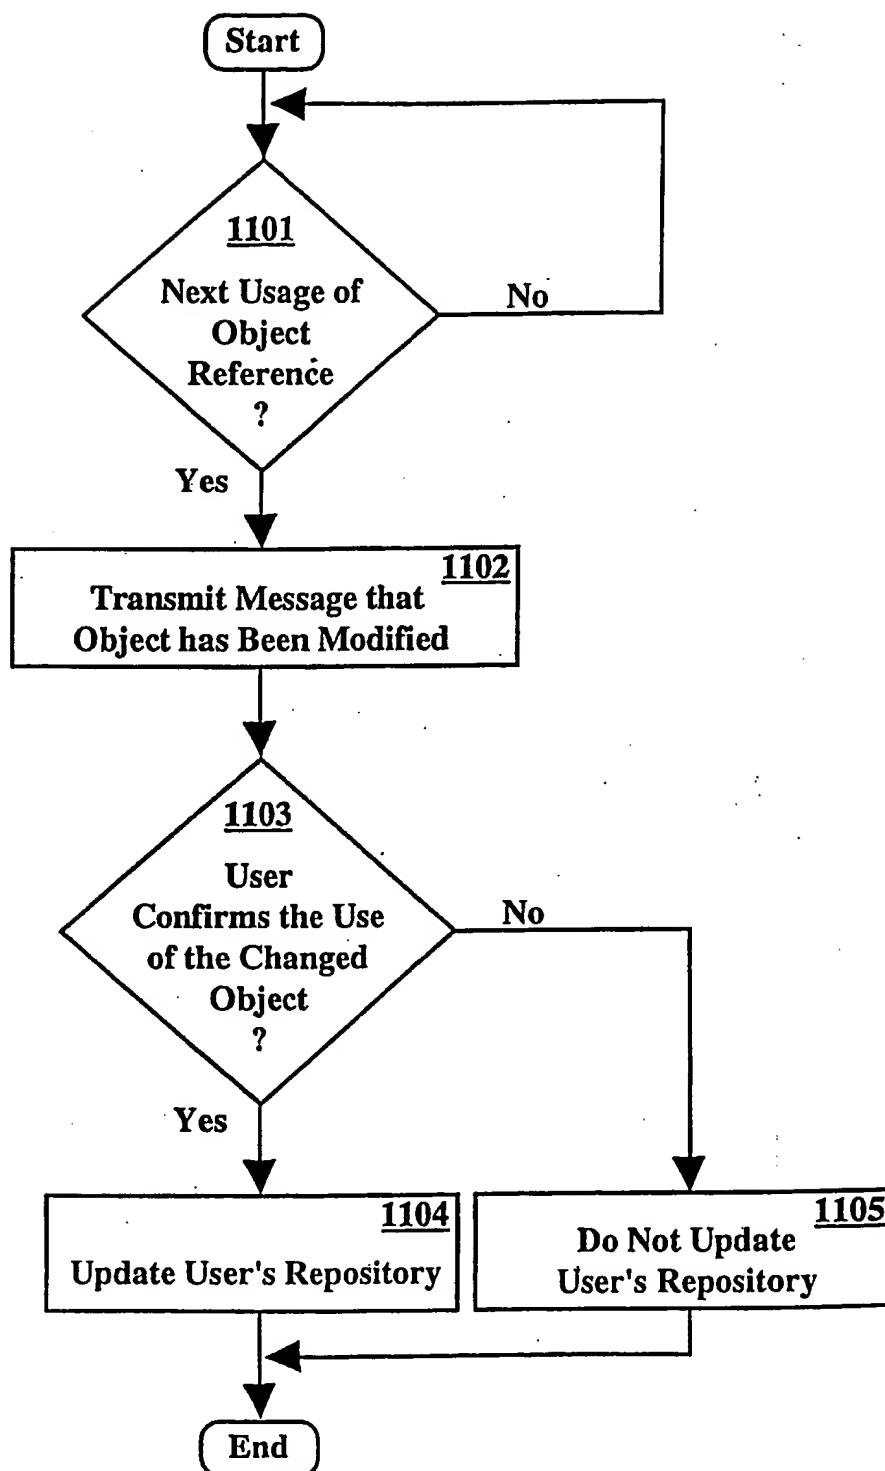 Start
1101
Next Usage of
Object
Reference
?
No
Yes
1102
Transmit Message that
Object has Been Modified
1103
User
Confirms the Use
of the Changed
Object
?
No
Yes
1104
Update User's Repository
1105
Do Not Update
User's Repository
End